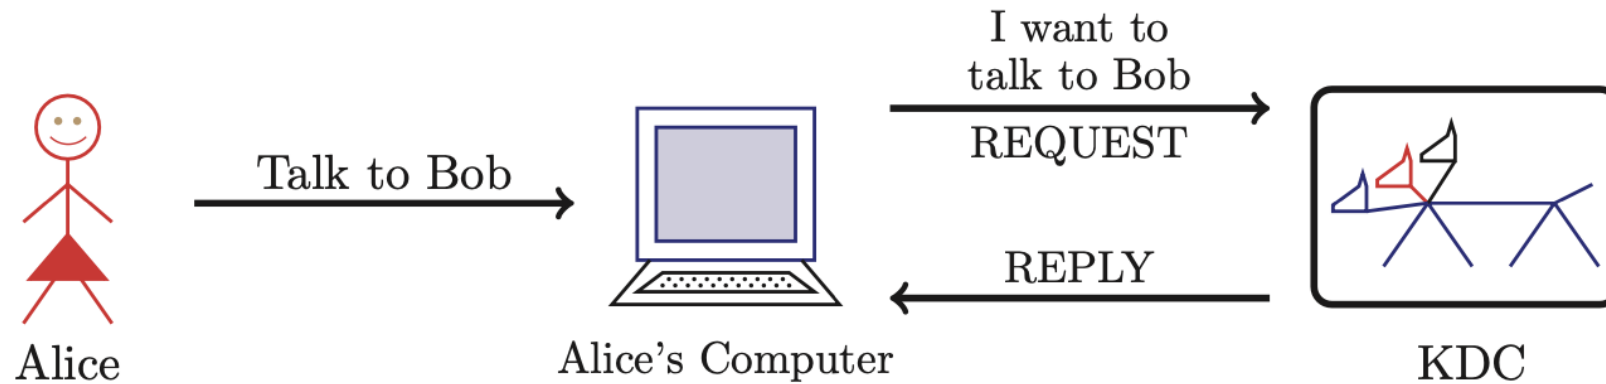 I want to
talk to Bob
REQUEST
Talk to Bob
REPLY
Alice
Alice's Computer
KDC